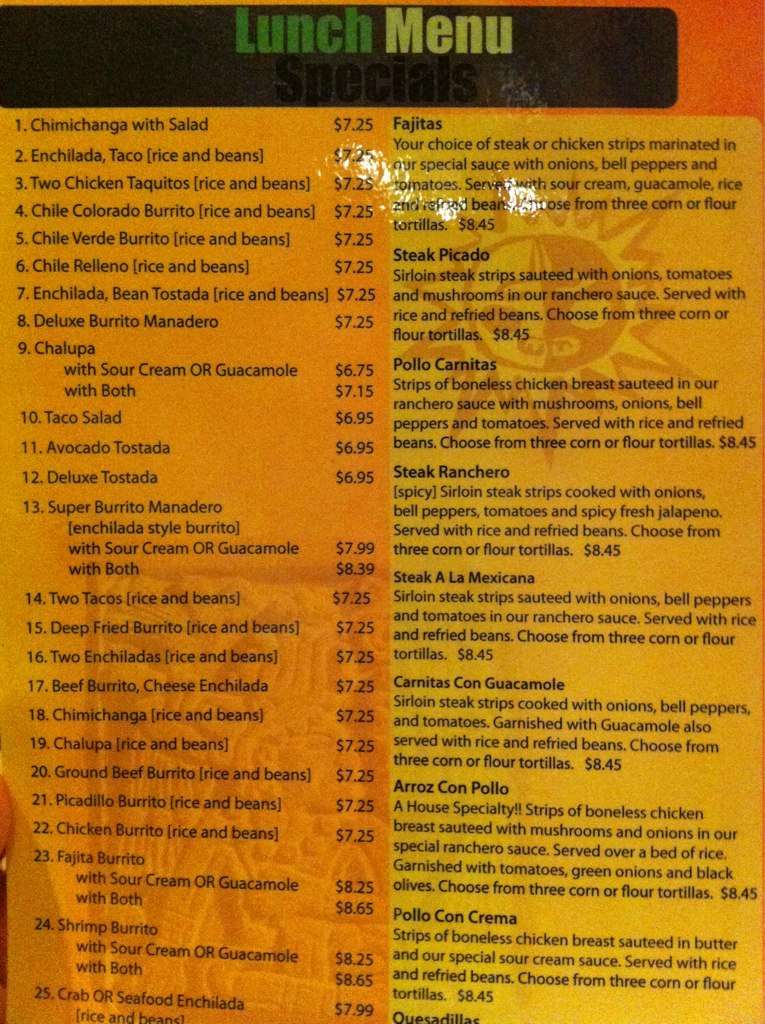 Lunch Menu
Specials
1. Chimichanga with Salad $7.25
2. Enchilada, Taco [rice and beans] $7.25
3. Two Chicken Taquitos [rice and beans] $7.25
4. Chile Colorado Burrito [rice and beans] $7.25
5. Chile Verde Burrito [rice and beans] $7.25
6. Chile Relleno [rice and beans] $7.25
7. Enchilada, Bean Tostada [rice and beans] $7.25
8. Deluxe Burrito Manadero $7.25
9. Chalupa
with Sour Cream OR Guacamole $6.75
with Both $7.15
10. Taco Salad $6.95
11. Avocado Tostada $6.95
12. Deluxe Tostada $6.95
13. Super Burrito Manadero
[enchilada style burrito]
with Sour Cream OR Guacamole $7.99
with Both $8.39
14. Two Tacos [rice and beans] $7.25
15. Deep Fried Burrito [rice and beans] $7.25
16. Two Enchiladas [rice and beans] $7.25
17. Beef Burrito, Cheese Enchilada $7.25
18. Chimichanga [rice and beans] $7.25
19. Chalupa [rice and beans] $7.25
20. Ground Beef Burrito [rice and beans] $7.25
21. Picadillo Burrito [rice and beans] $7.25
22. Chicken Burrito [rice and beans] $7.25
23. Fajita Burrito
with Sour Cream OR Guacamole $8.25
with Both $8.65
24. Shrimp Burrito
with Sour Cream OR Guacamole $8.25
with Both $8.65
25. Crab OR Seafood Enchilada $7.99
[rice and beans]
Fajitas
Your choice of steak or chicken strips marinated in
our special sauce with onions, bell peppers and
tomatoes. Served with sour cream, guacamole, rice
and refried beans. Choose from three corn or flour
tortillas. $8.45
Steak Picado
Sirloin steak strips sauteed with onions, tomatoes
and mushrooms in our ranchero sauce. Served with
rice and refried beans. Choose from three corn or
flour tortillas. $8.45
Pollo Carnitas
Strips of boneless chicken breast sauteed in our
ranchero sauce with mushrooms, onions, bell
peppers and tomatoes. Served with rice and refried
beans. Choose from three corn or flour tortillas. $8.45
Steak Ranchero
[spicy] Sirloin steak strips cooked with onions,
bell peppers, tomatoes and spicy fresh jalapeno.
Served with rice and refried beans. Choose from
three corn or flour tortillas. $8.45
Steak A La Mexicana
Sirloin steak strips sauteed with onions, bell peppers
and tomatoes in our ranchero sauce. Served with rice
and refried beans. Choose from three corn or flour
tortillas. $8.45
Carnitas Con Guacamole
Sirloin steak strips cooked with onions, bell peppers,
and tomatoes. Garnished with Guacamole also
served with rice and refried beans. Choose from
three corn or flour tortillas. $8.45
Arroz Con Pollo
A House Specialty!! Strips of boneless chicken
breast sauteed with mushrooms and onions in our
special ranchero sauce. Served over a bed of rice.
Garnished with tomatoes, green onions and black
olives. Choose from three corn or flour tortillas. $8.45
Pollo Con Crema
Strips of boneless chicken breast sauteed in butter
and our special sour cream sauce. Served with rice
and refried beans. Choose from three corn or flour
tortillas. $8.45
Quesadillas